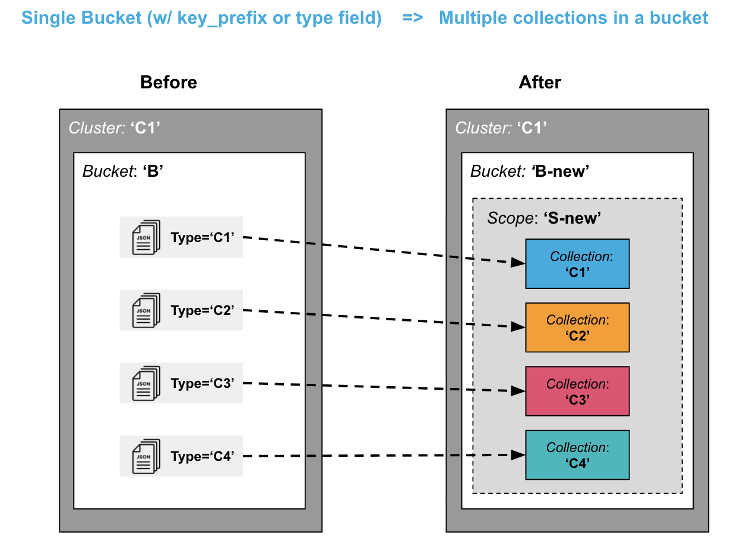 Single Bucket (w/ key_prefix or type field) => Multiple collections in a bucket
Before
After
Cluster: ‘C1’
Bucket: ‘B’
JSON
Type=‘C1’
JSON
Type=‘C2’
JSON
Type=‘C3’
JSON
Type=‘C4’
Cluster: ‘C1’
Bucket: ‘B-new’
Scope: ‘S-new’
Collection:
‘C1’
Collection:
‘C2’
Collection:
‘C3’
Collection:
‘C4’